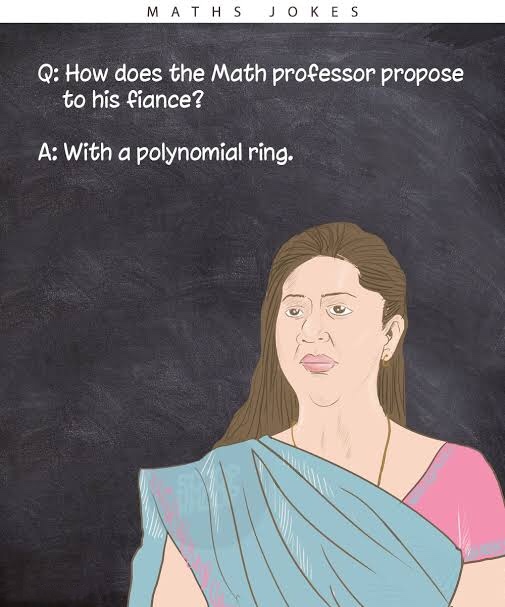 MATHS JOKES
Q: How does the Math professor propose
to his fiance?
A: With a polynomial ring.